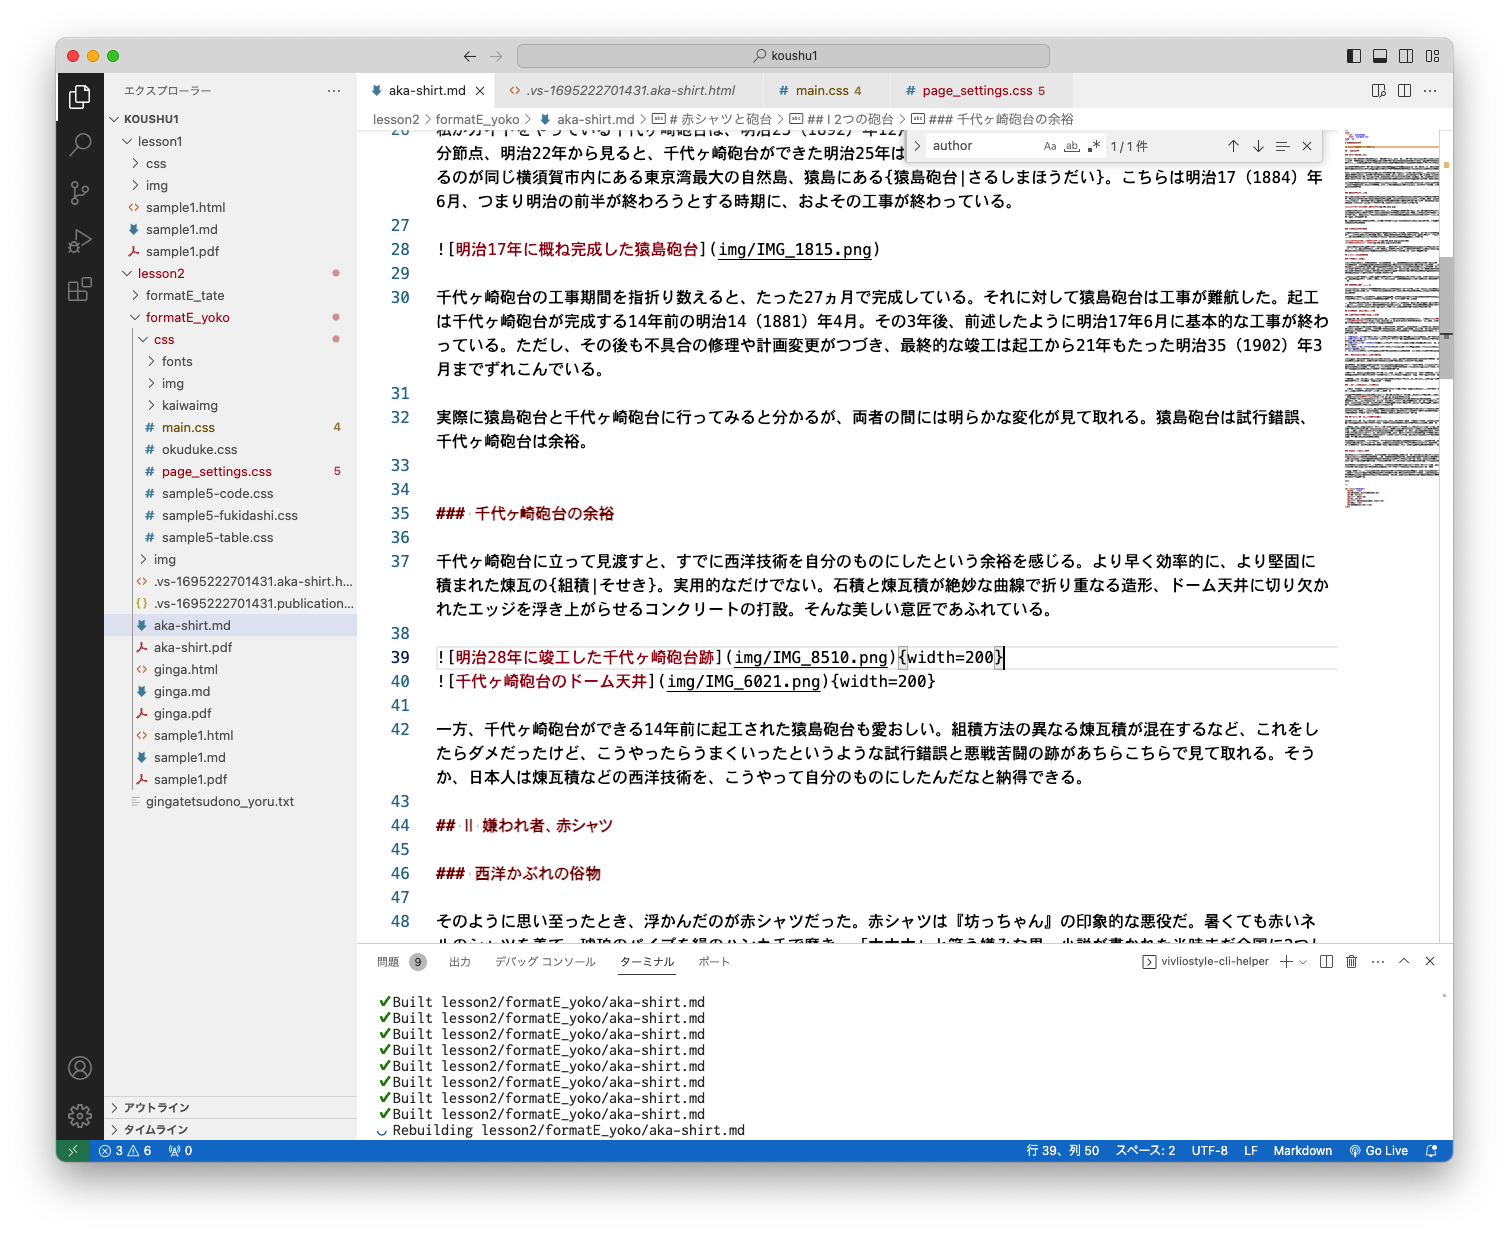 koushu1
エクスプローラー
KOUSHU1
lesson1
css
img
sample1.html
sample1.md
sample1.pdf
lesson2
formatE_tate
formatE_yoko
css
fonts
img
kaiwaimg
main.css 4
okuduke.css
page_settings.css 5
sample5-code.css
sample5-fukidashi.css
sample5-table.css
img
.vs-1695222701431.aka-shirt.h...
.vs-1695222701431.publication...
aka-shirt.md
aka-shirt.pdf
ginga.html
ginga.md
ginga.pdf
sample1.html
sample1.md
sample1.pdf
gingatetsudono_yoru.txt
アウトライン
タイムライン
aka-shirt.md
.vs-1695222701431.aka-shirt.html
main.css 4
page_settings.css 5
lesson2 > formatE_yoko > aka-shirt.md > # 赤シャツと砲台 > ## I 2つの砲台 > ### 千代ヶ崎砲台の余裕
author Aa ab 1 / 1 件
分節点、明治22年から見ると、千代ヶ崎砲台ができた明治25年は
るのが同じ横須賀市内にある東京湾最大の自然島、猿島にある{猿島砲台|さるしまほうだい}。こちらは明治17（1884）年
6月、つまり明治の前半が終わろうとする時期に、およその工事が終わっている。
27
28 ![明治17年に概ね完成した猿島砲台](img/IMG_1815.png)
29
30 千代ヶ崎砲台の工事期間を指折り数えると、たった27ヵ月で完成している。それに対して猿島砲台は工事が難航した。起工
は千代ヶ崎砲台が完成する14年前の明治14（1881）年4月。その3年後、前述したように明治17年6月に基本的な工事が終わ
っている。ただし、その後も不具合の修理や計画変更がつづき、最終的な竣工は起工から21年もたった明治35（1902）年3
月までずれこんでいる。
31
32 実際に猿島砲台と千代ヶ崎砲台に行ってみると分かるが、両者の間には明らかな変化が見て取れる。猿島砲台は試行錯誤、
千代ヶ崎砲台は余裕。
33
34
35 ### 千代ヶ崎砲台の余裕
36
37 千代ヶ崎砲台に立って見渡すと、すでに西洋技術を自分のものにしたという余裕を感じる。より早く効率的に、より堅固に
積まれた煉瓦の{組積|そせき}。実用的なだけでない。石積と煉瓦積が絶妙な曲線で折り重なる造形、ドーム天井に切り欠か
れたエッジを浮き上がらせるコンクリートの打設。そんな美しい意匠であふれている。
38
39 ![明治28年に竣工した千代ヶ崎砲台跡](img/IMG_8510.png){width=200}
40 ![千代ヶ崎砲台のドーム天井](img/IMG_6021.png){width=200}
41
42 一方、千代ヶ崎砲台ができる14年前に起工された猿島砲台も愛おしい。組積方法の異なる煉瓦積が混在するなど、これをし
たらダメだったけど、こうやったらうまくいったというような試行錯誤と悪戦苦闘の跡があちらこちらで見て取れる。そう
か、日本人は煉瓦積などの西洋技術を、こうやって自分のものにしたんだなと納得できる。
43
44 ## II 嫌われ者、赤シャツ
45
46 ### 西洋かぶれの俗物
47
48 そのように思い至ったとき、浮かんだのが赤シャツだった。赤シャツは『坊っちゃん』の印象的な悪役だ。暑くても赤いネ
問題 9 出力 デバッグ コンソール ターミナル ポート vivliostyle-cli-helper
✔Built lesson2/formatE_yoko/aka-shirt.md
✔Built lesson2/formatE_yoko/aka-shirt.md
✔Built lesson2/formatE_yoko/aka-shirt.md
✔Built lesson2/formatE_yoko/aka-shirt.md
✔Built lesson2/formatE_yoko/aka-shirt.md
✔Built lesson2/formatE_yoko/aka-shirt.md
✔Built lesson2/formatE_yoko/aka-shirt.md
✔Built lesson2/formatE_yoko/aka-shirt.md
Rebuilding lesson2/formatE_yoko/aka-shirt.md
3 6 0 行 39、列 50 スペース: 2 UTF-8 LF Markdown Go Live